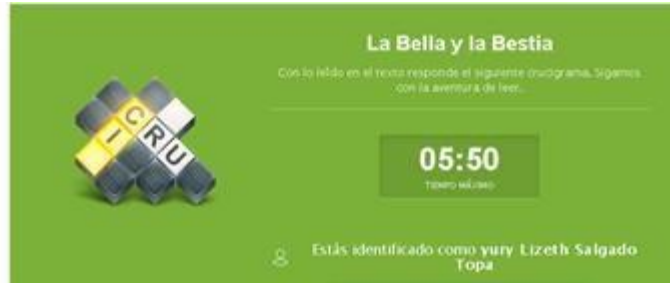 La Bella y la Bestia
Con lo leído en el texto responde el siguiente crucigrama, Sigamos
con la aventura de leer..
C
I R
U
05:50
TIEMPO MÁXIMO
Estás identificado como yury Lizeth Salgado
Topa